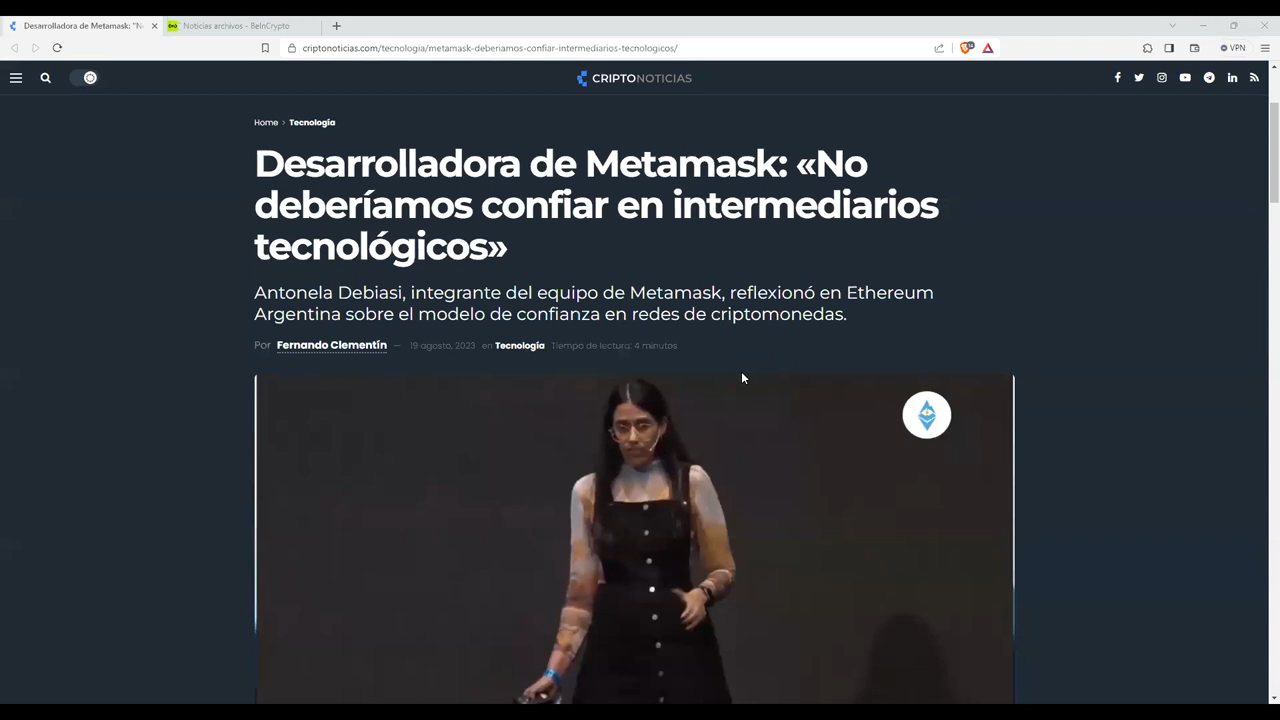 Desarrolladora de Metamask: "N
Noticias archivos - BeInCrypto
criptonoticias.com/tecnologia/metamask-deberiamos-confiar-intermediarios-tecnologicos/
VPN
CRIPTONOTICIAS
Home > Tecnología
Desarrolladora de Metamask: «No
deberíamos confiar en intermediarios
tecnológicos»
Antonela Debiasi, integrante del equipo de Metamask, reflexionó en Ethereum
Argentina sobre el modelo de confianza en redes de criptomonedas.
Por Fernando Clementín — 19 agosto, 2023 en Tecnología Tiempo de lectura: 4 minutos